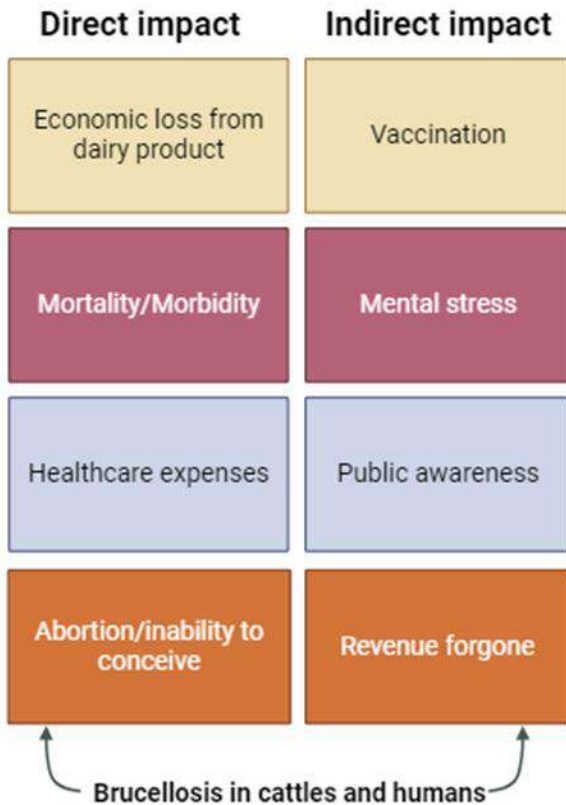 Direct impact
Indirect impact
Economic loss from
dairy product
Vaccination
Mortality/Morbidity
Mental stress
Healthcare expenses
Public awareness
Abortion/inability to
conceive
Revenue forgone
Brucellosis in cattles and humans